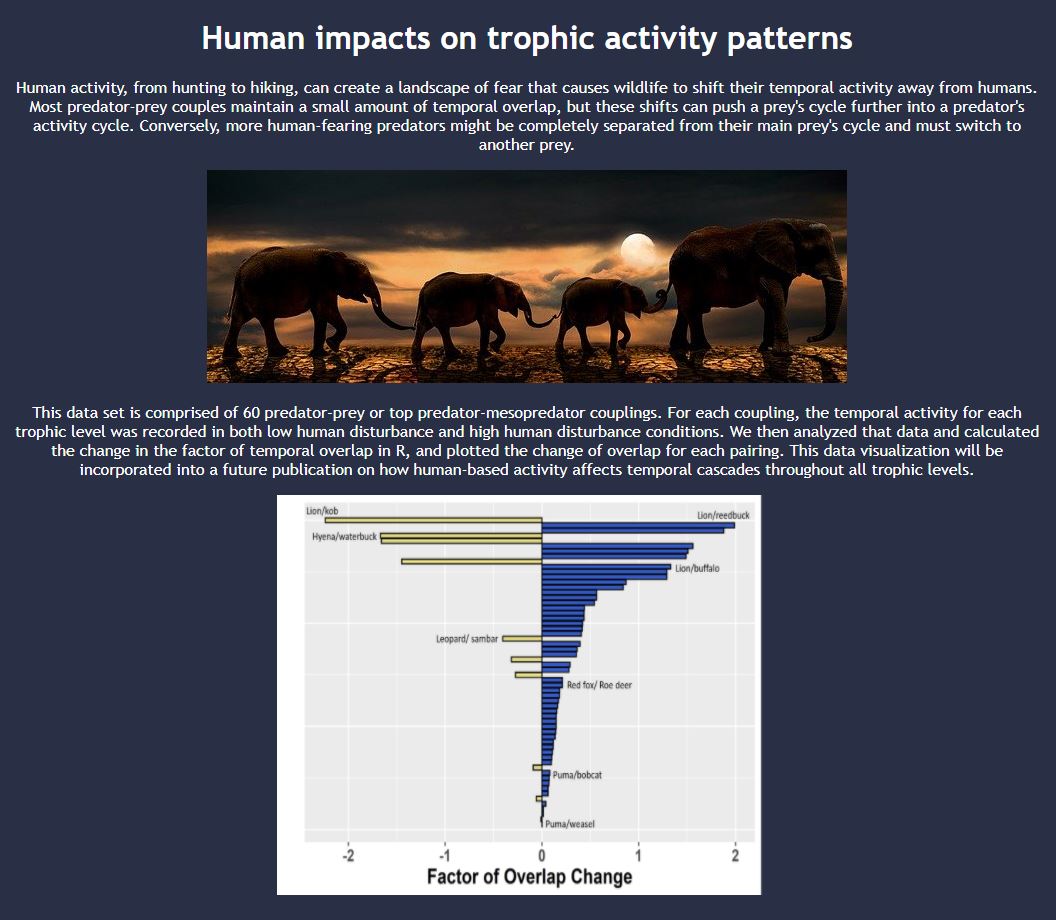 Human impacts on trophic activity patterns
Human activity, from hunting to hiking, can create a landscape of fear that causes wildlife to shift their temporal activity away from humans.
Most predator-prey couples maintain a small amount of temporal overlap, but these shifts can push a prey's cycle further into a predator's
activity cycle. Conversely, more human-fearing predators might be completely separated from their main prey's cycle and must switch to
another prey.
This data set is comprised of 60 predator-prey or top predator-mesopredator couplings. For each coupling, the temporal activity for each
trophic level was recorded in both low human disturbance and high human disturbance conditions. We then analyzed that data and calculated
the change in the factor of temporal overlap in R, and plotted the change of overlap for each pairing. This data visualization will be
incorporated into a future publication on how human-based activity affects temporal cascades throughout all trophic levels.
Lion/kob
Lion/reedbuck
Hyena/waterbuck
Lion/buffalo
Leopard/ sambar
Red fox/ Roe deer
Puma/bobcat
Puma/weasel
-2 -1 0 1 2
Factor of Overlap Change